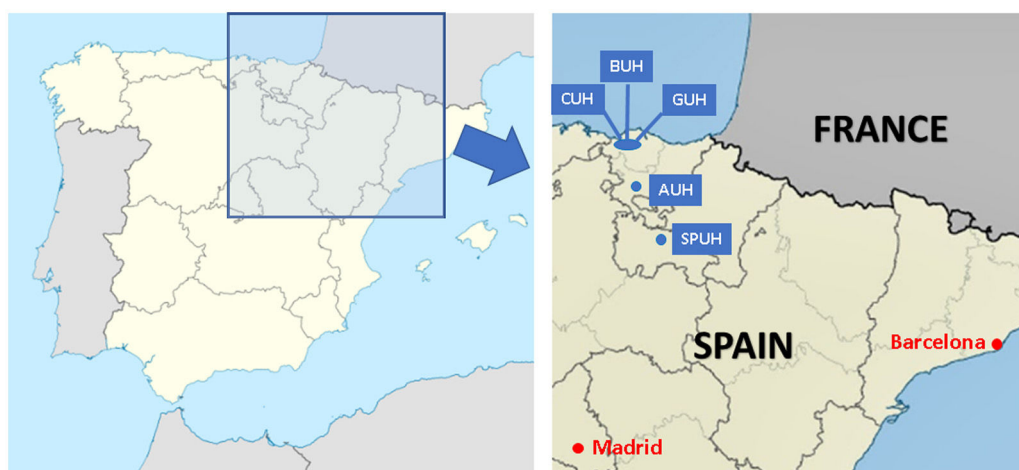 BUH
CUH
GUH
FRANCE
AUH
SPUH
SPAIN
Barcelona
Madrid